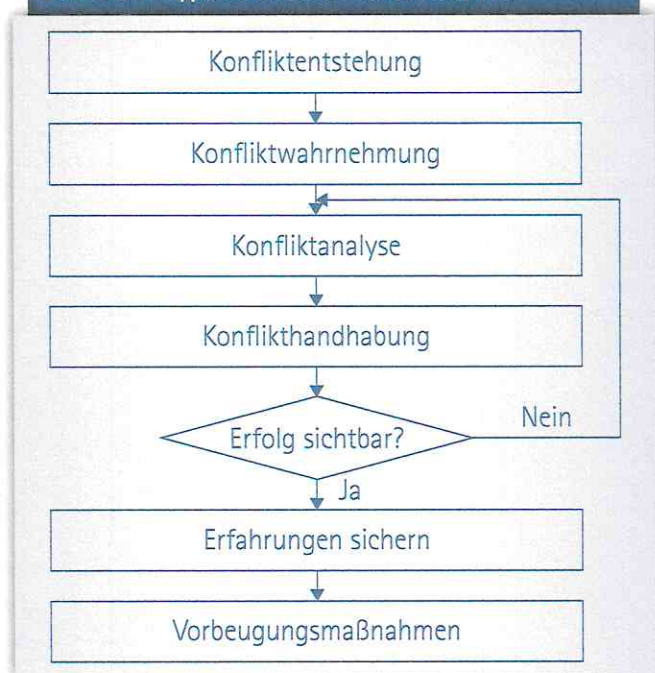 Konfliktentstehung
Konfliktwahrnehmung
Konfliktanalyse
Konflikthandhabung
Erfolg sichtbar?
Nein
Ja
Erfahrungen sichern
Vorbeugungsmaßnahmen